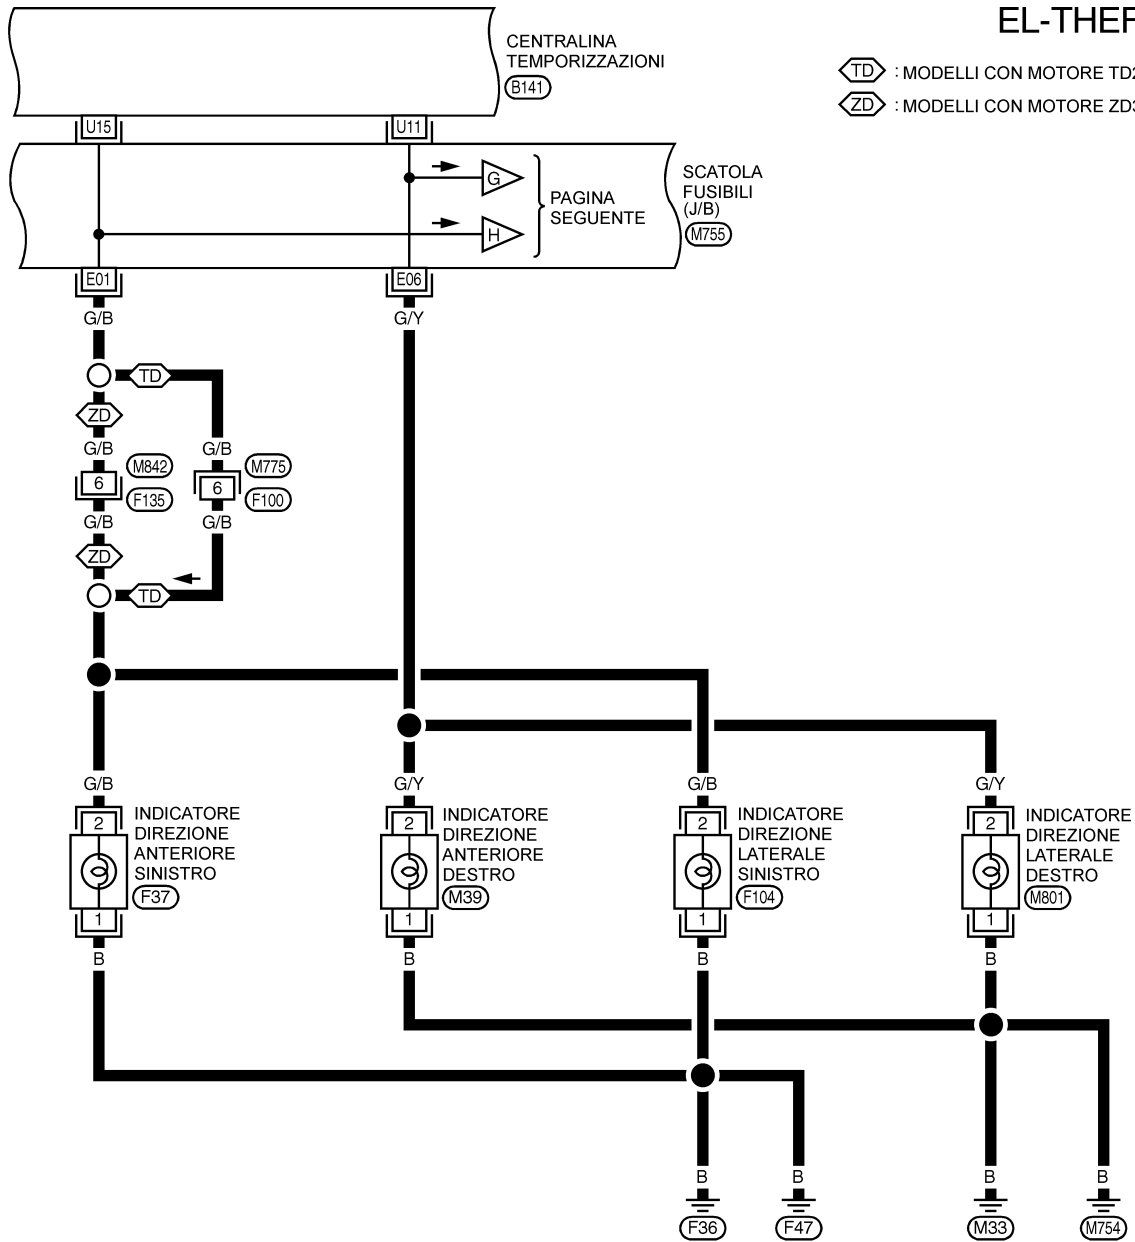 EL-THEF
CENTRALINA
TEMPORIZZAZIONI
B141
TD : MODELLI CON MOTORE TD2
ZD : MODELLI CON MOTORE ZD3
U15
U11
G
H
PAGINA
SEGUENTE
SCATOLA
FUSIBILI
(J/B)
M755
E01
E06
G/B
G/Y
TD
ZD
G/B
G/B
M842
M775
6
6
F135
F100
G/B
G/B
ZD
TD
G/B
G/Y
G/B
G/Y
2
INDICATORE
DIREZIONE
ANTERIORE
SINISTRO
F37
1
2
INDICATORE
DIREZIONE
ANTERIORE
DESTRO
M39
1
2
INDICATORE
DIREZIONE
LATERALE
SINISTRO
F104
1
2
INDICATORE
DIREZIONE
LATERALE
DESTRO
M801
1
B
B
B
B
B
B
B
B
F36
F47
M33
M754